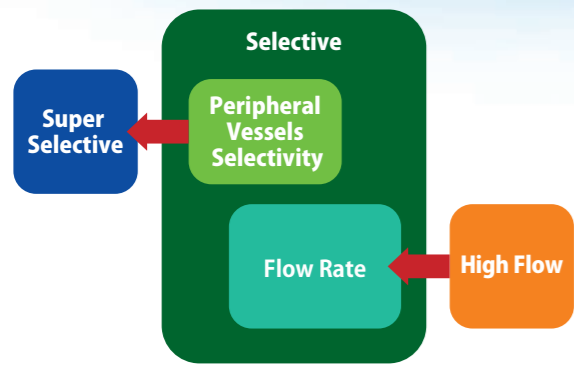 Selective
Super
Selective
Peripheral
Vessels
Selectivity
Flow Rate
High Flow